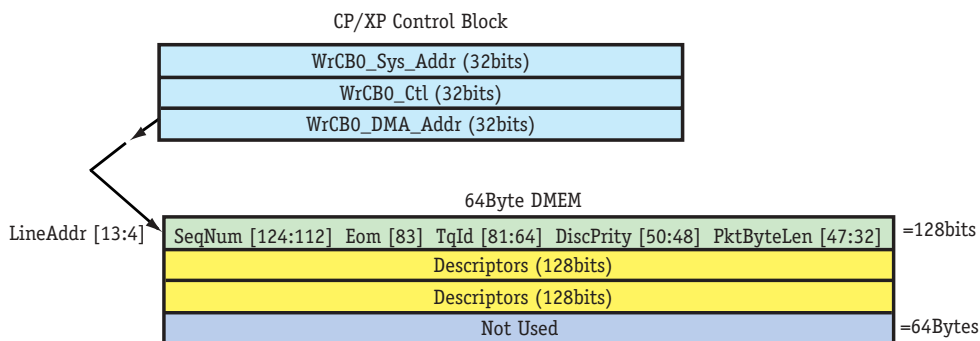 CP/XP Control Block
WrCB0_Sys_Addr (32bits)
WrCB0_Ctl (32bits)
WrCB0_DMA_Addr (32bits)
64Byte DMEM
LineAddr [13:4]
SeqNum [124:112] Eom [83] TqId [81:64] DiscPrity [50:48] PktByteLen [47:32]
=128bits
Descriptors (128bits)
Descriptors (128bits)
Not Used
=64Bytes